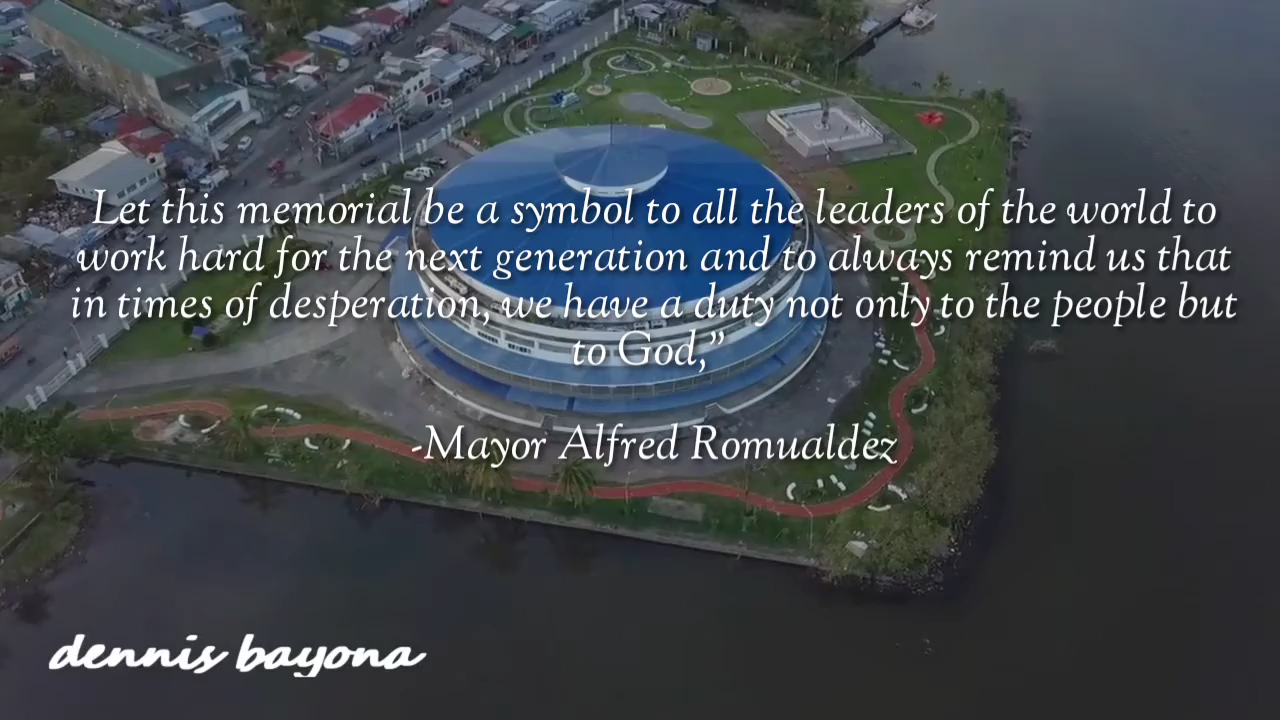 Let this memorial be a symbol to all the leaders of the world to
work hard for the next generation and to always remind us that
in times of desperation, we have a duty not only to the people but
to God,”
-Mayor Alfred Romualdez
dennis bayona